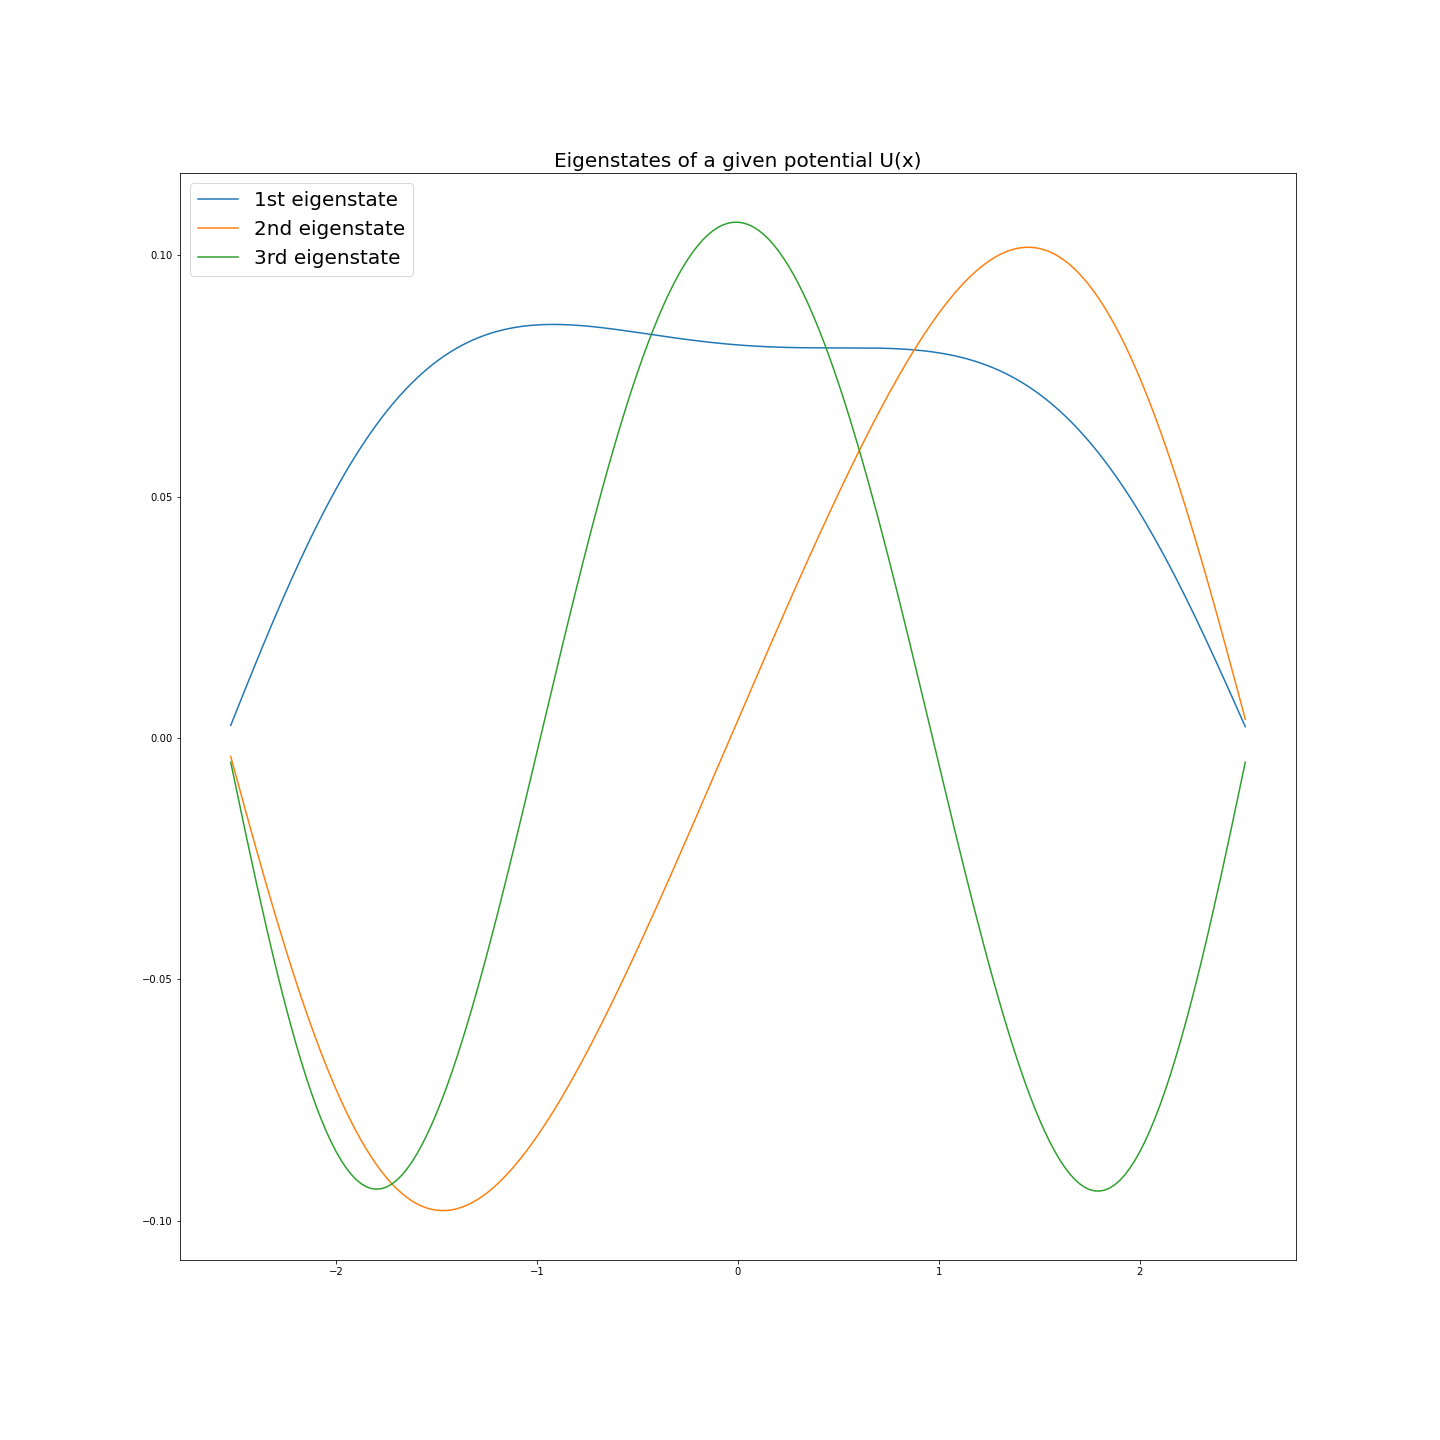 Eigenstates of a given potential U(x)
1st eigenstate
2nd eigenstate
3rd eigenstate
0.10
0.05
0.00
−0.05
−0.10
−2 −1 0 1 2